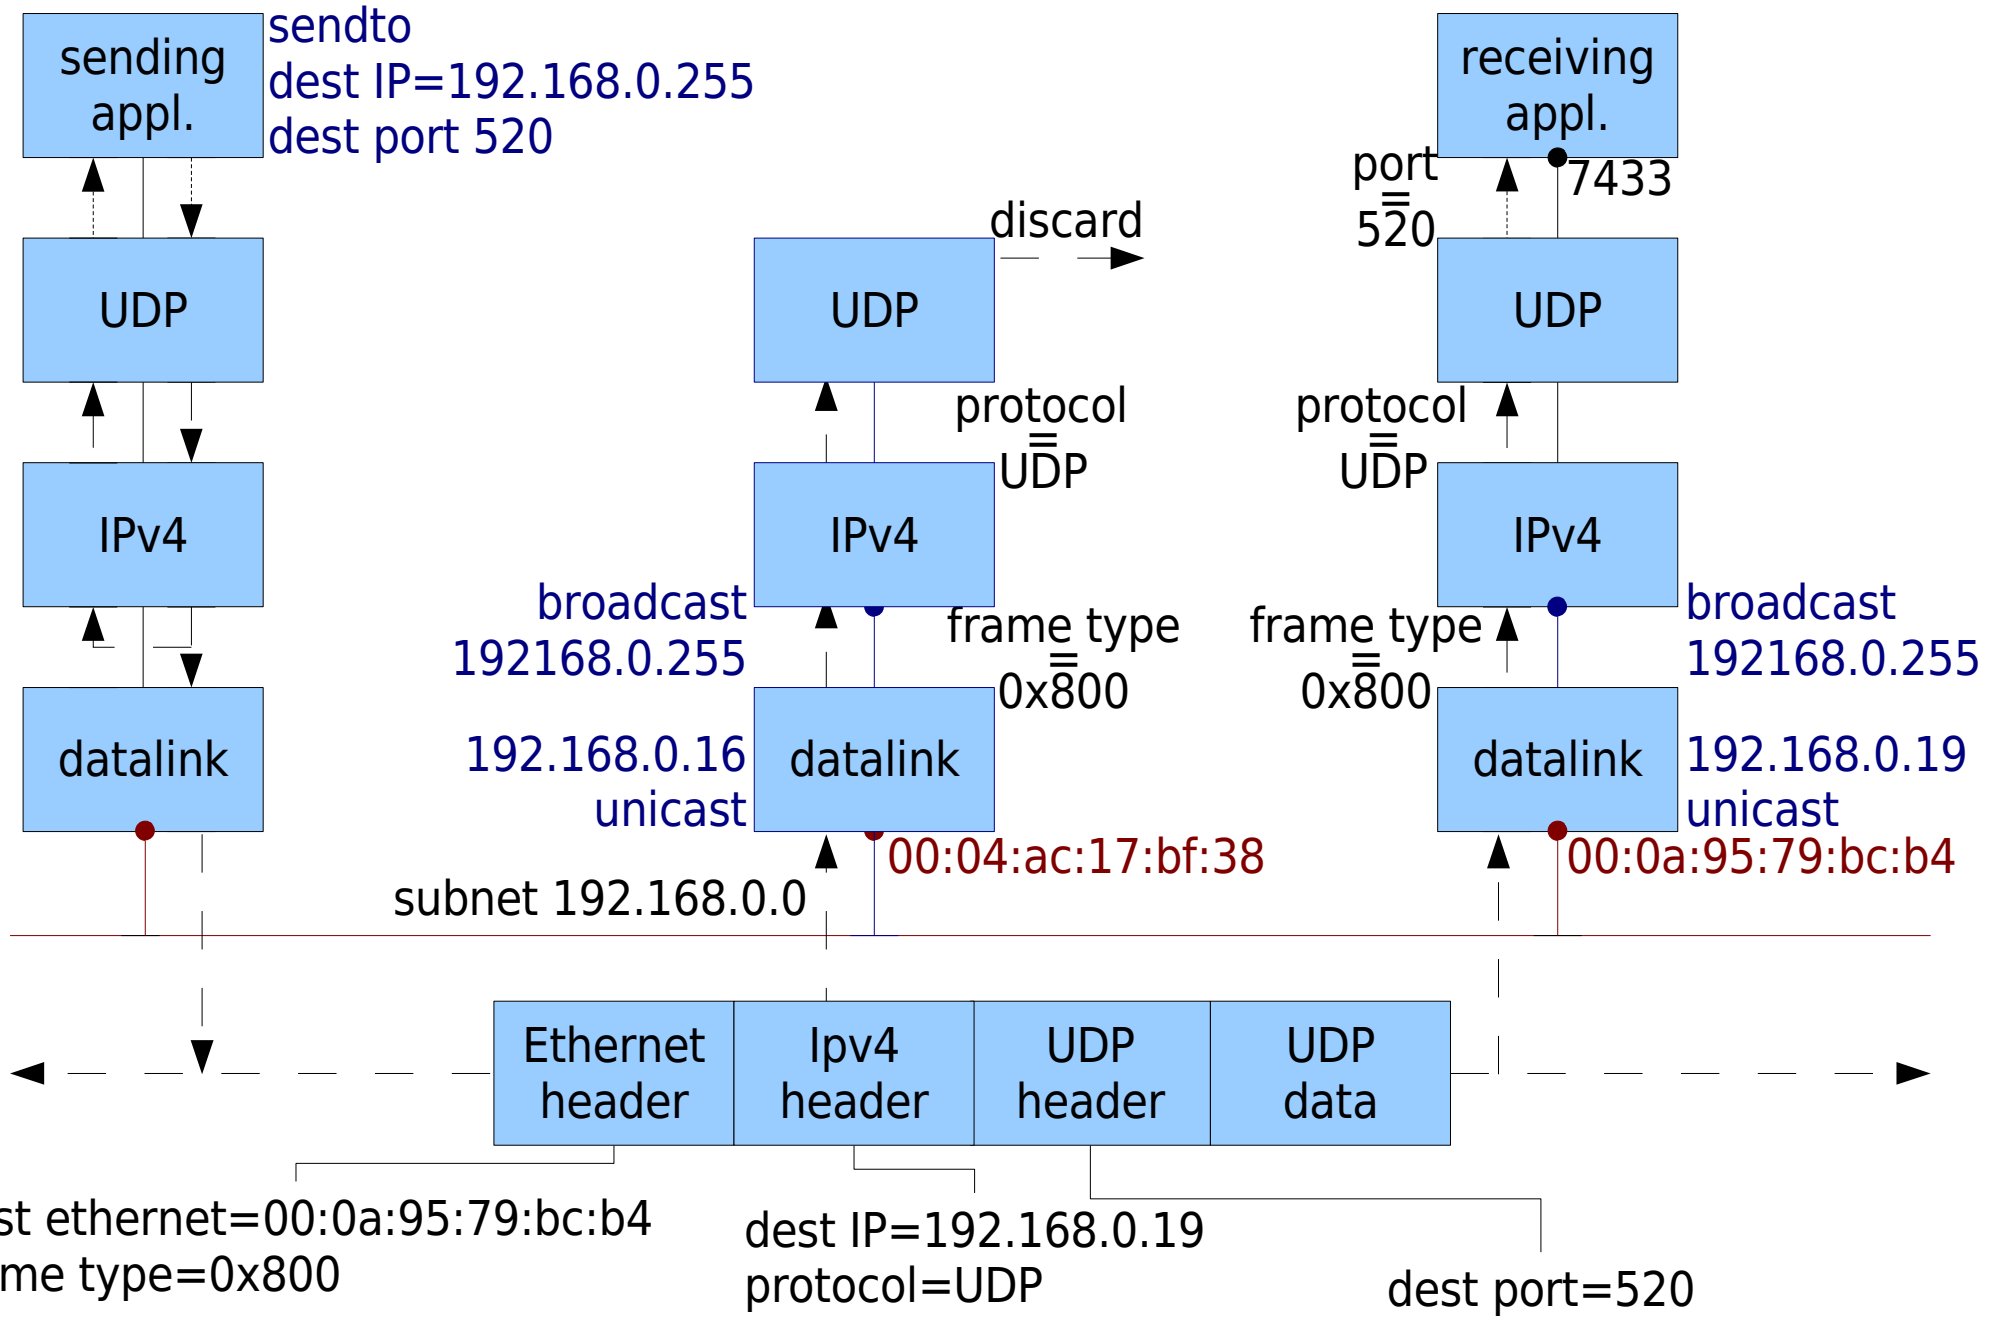 sending
appl.
sendto
dest IP=192.168.0.255
dest port 520
receiving
appl.
port
=
520
7433
discard
UDP
UDP
UDP
protocol
=
UDP
protocol
=
UDP
IPv4
IPv4
IPv4
broadcast
192168.0.255
frame type
=
0x800
frame type
=
0x800
broadcast
192168.0.255
datalink
192.168.0.16
unicast
datalink
datalink
192.168.0.19
unicast
00:04:ac:17:bf:38
00:0a:95:79:bc:b4
subnet 192.168.0.0
Ethernet
header
Ipv4
header
UDP
header
UDP
data
st ethernet=00:0a:95:79:bc:b4
me type=0x800
dest IP=192.168.0.19
protocol=UDP
dest port=520